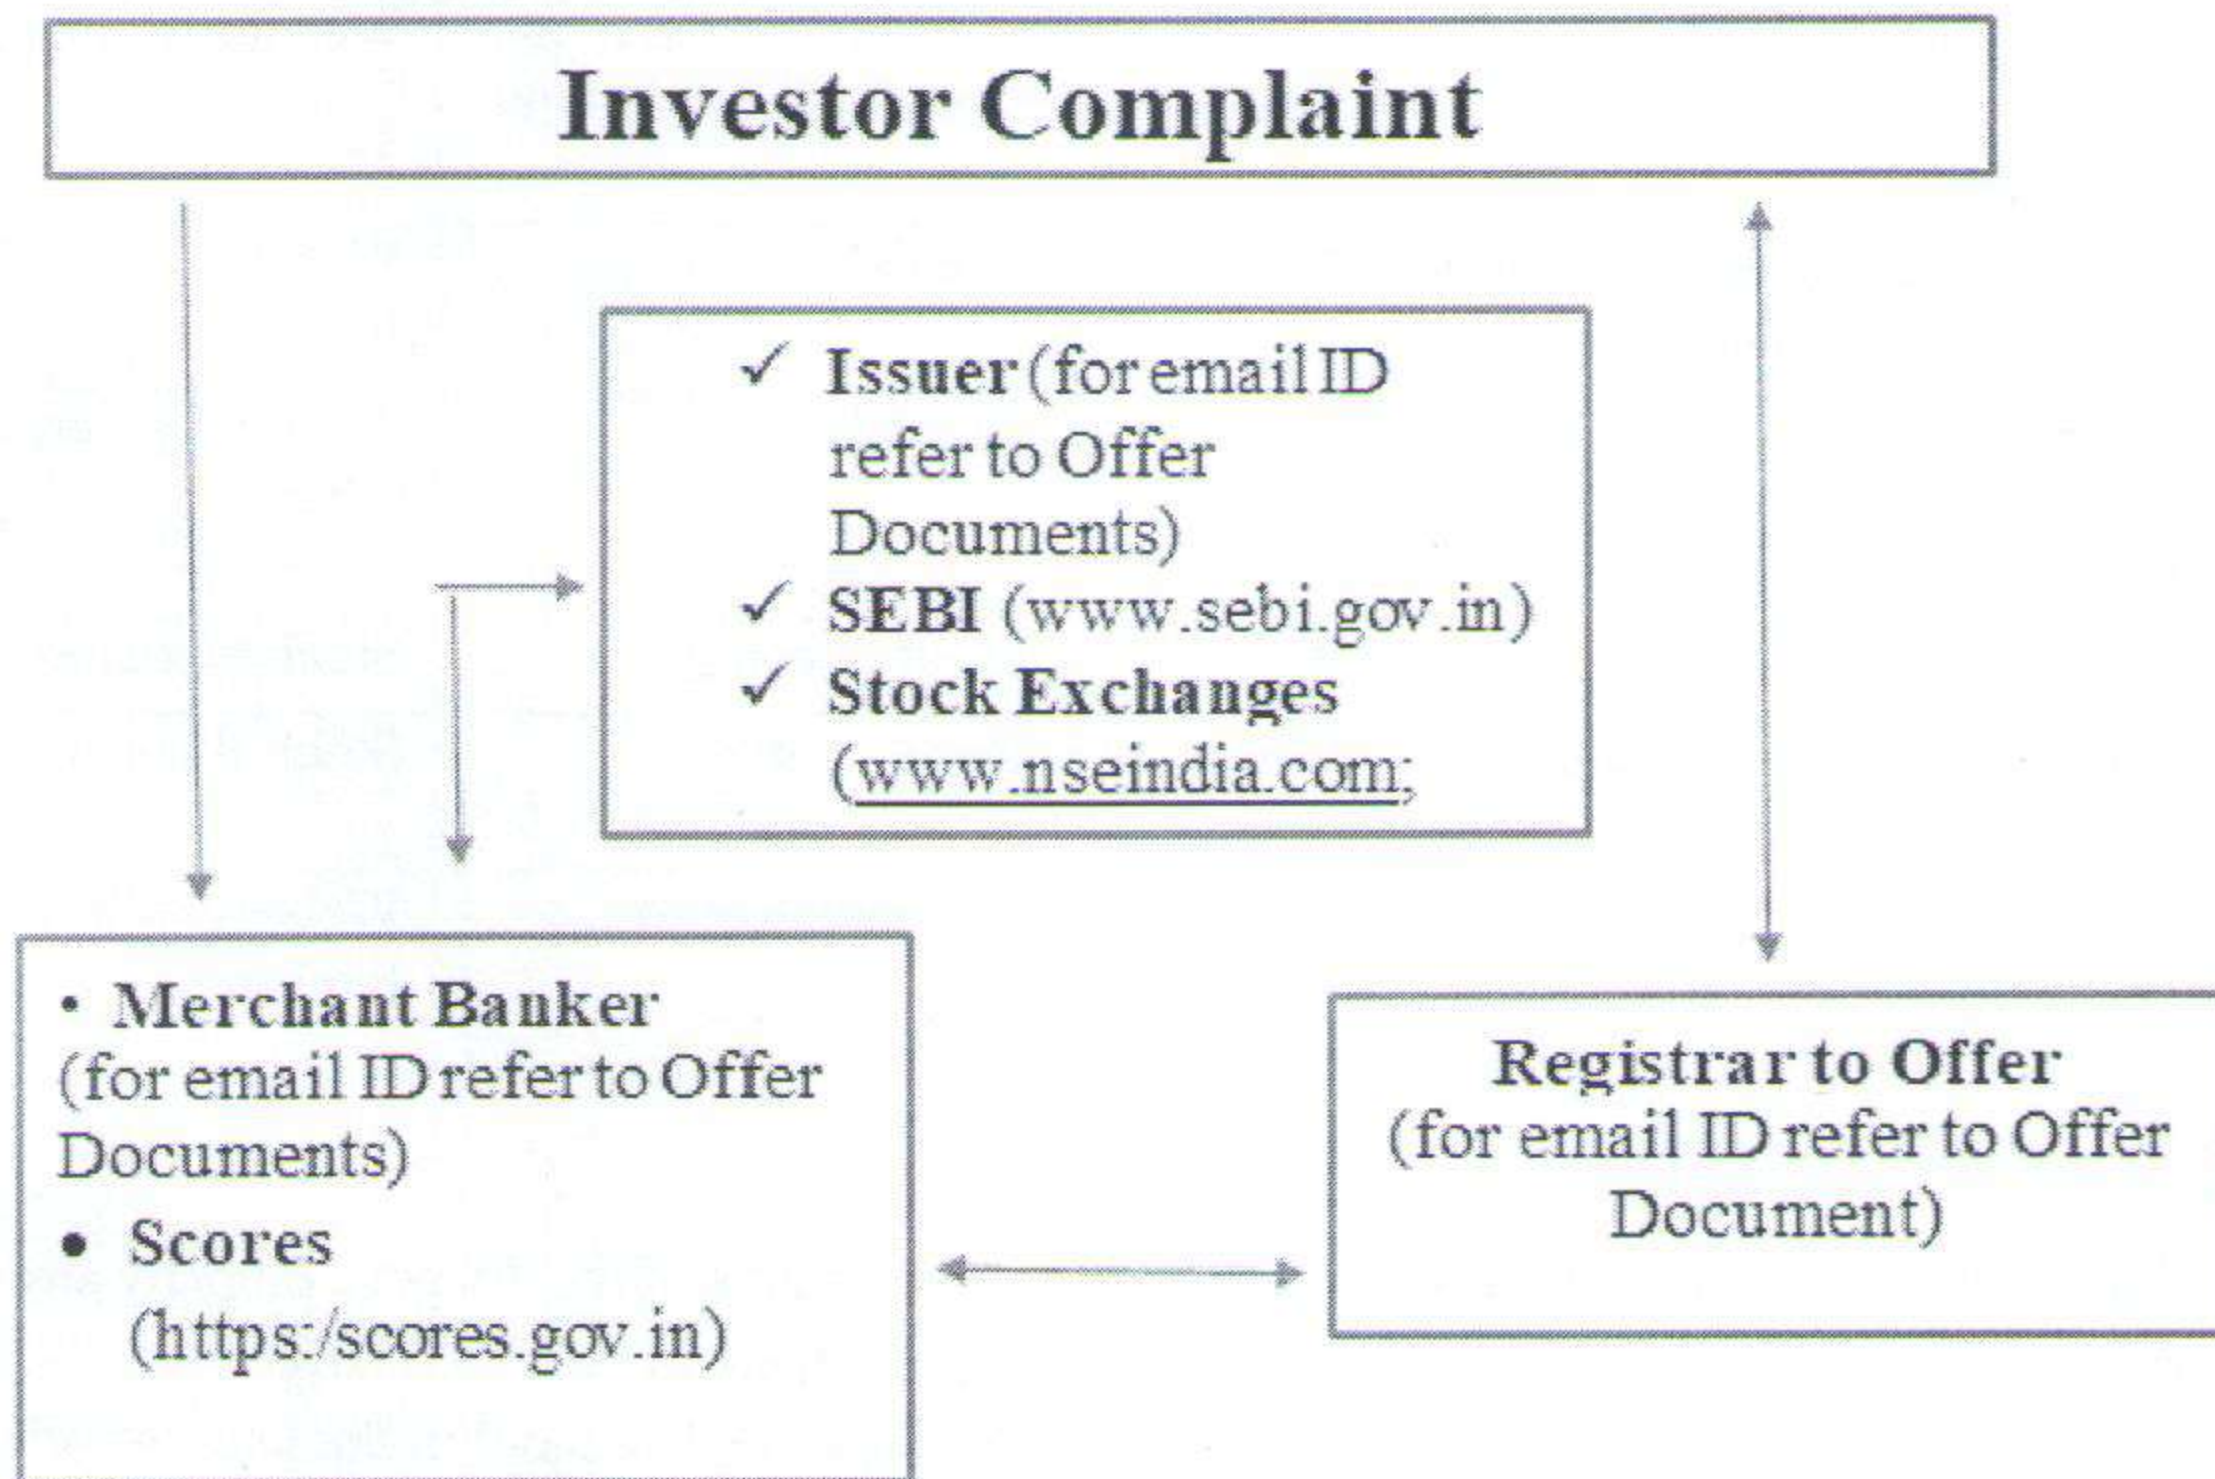 Investor Complaint
✓ Issuer (for email ID
refer to Offer
Documents)
✓ SEBI (www.sebi.gov.in)
✓ Stock Exchanges
(www.nseindia.com;
• Merchant Banker
(for email ID refer to Offer
Documents)
• Scores
(https:/scores.gov.in)
Registrar to Offer
(for email ID refer to Offer
Document)